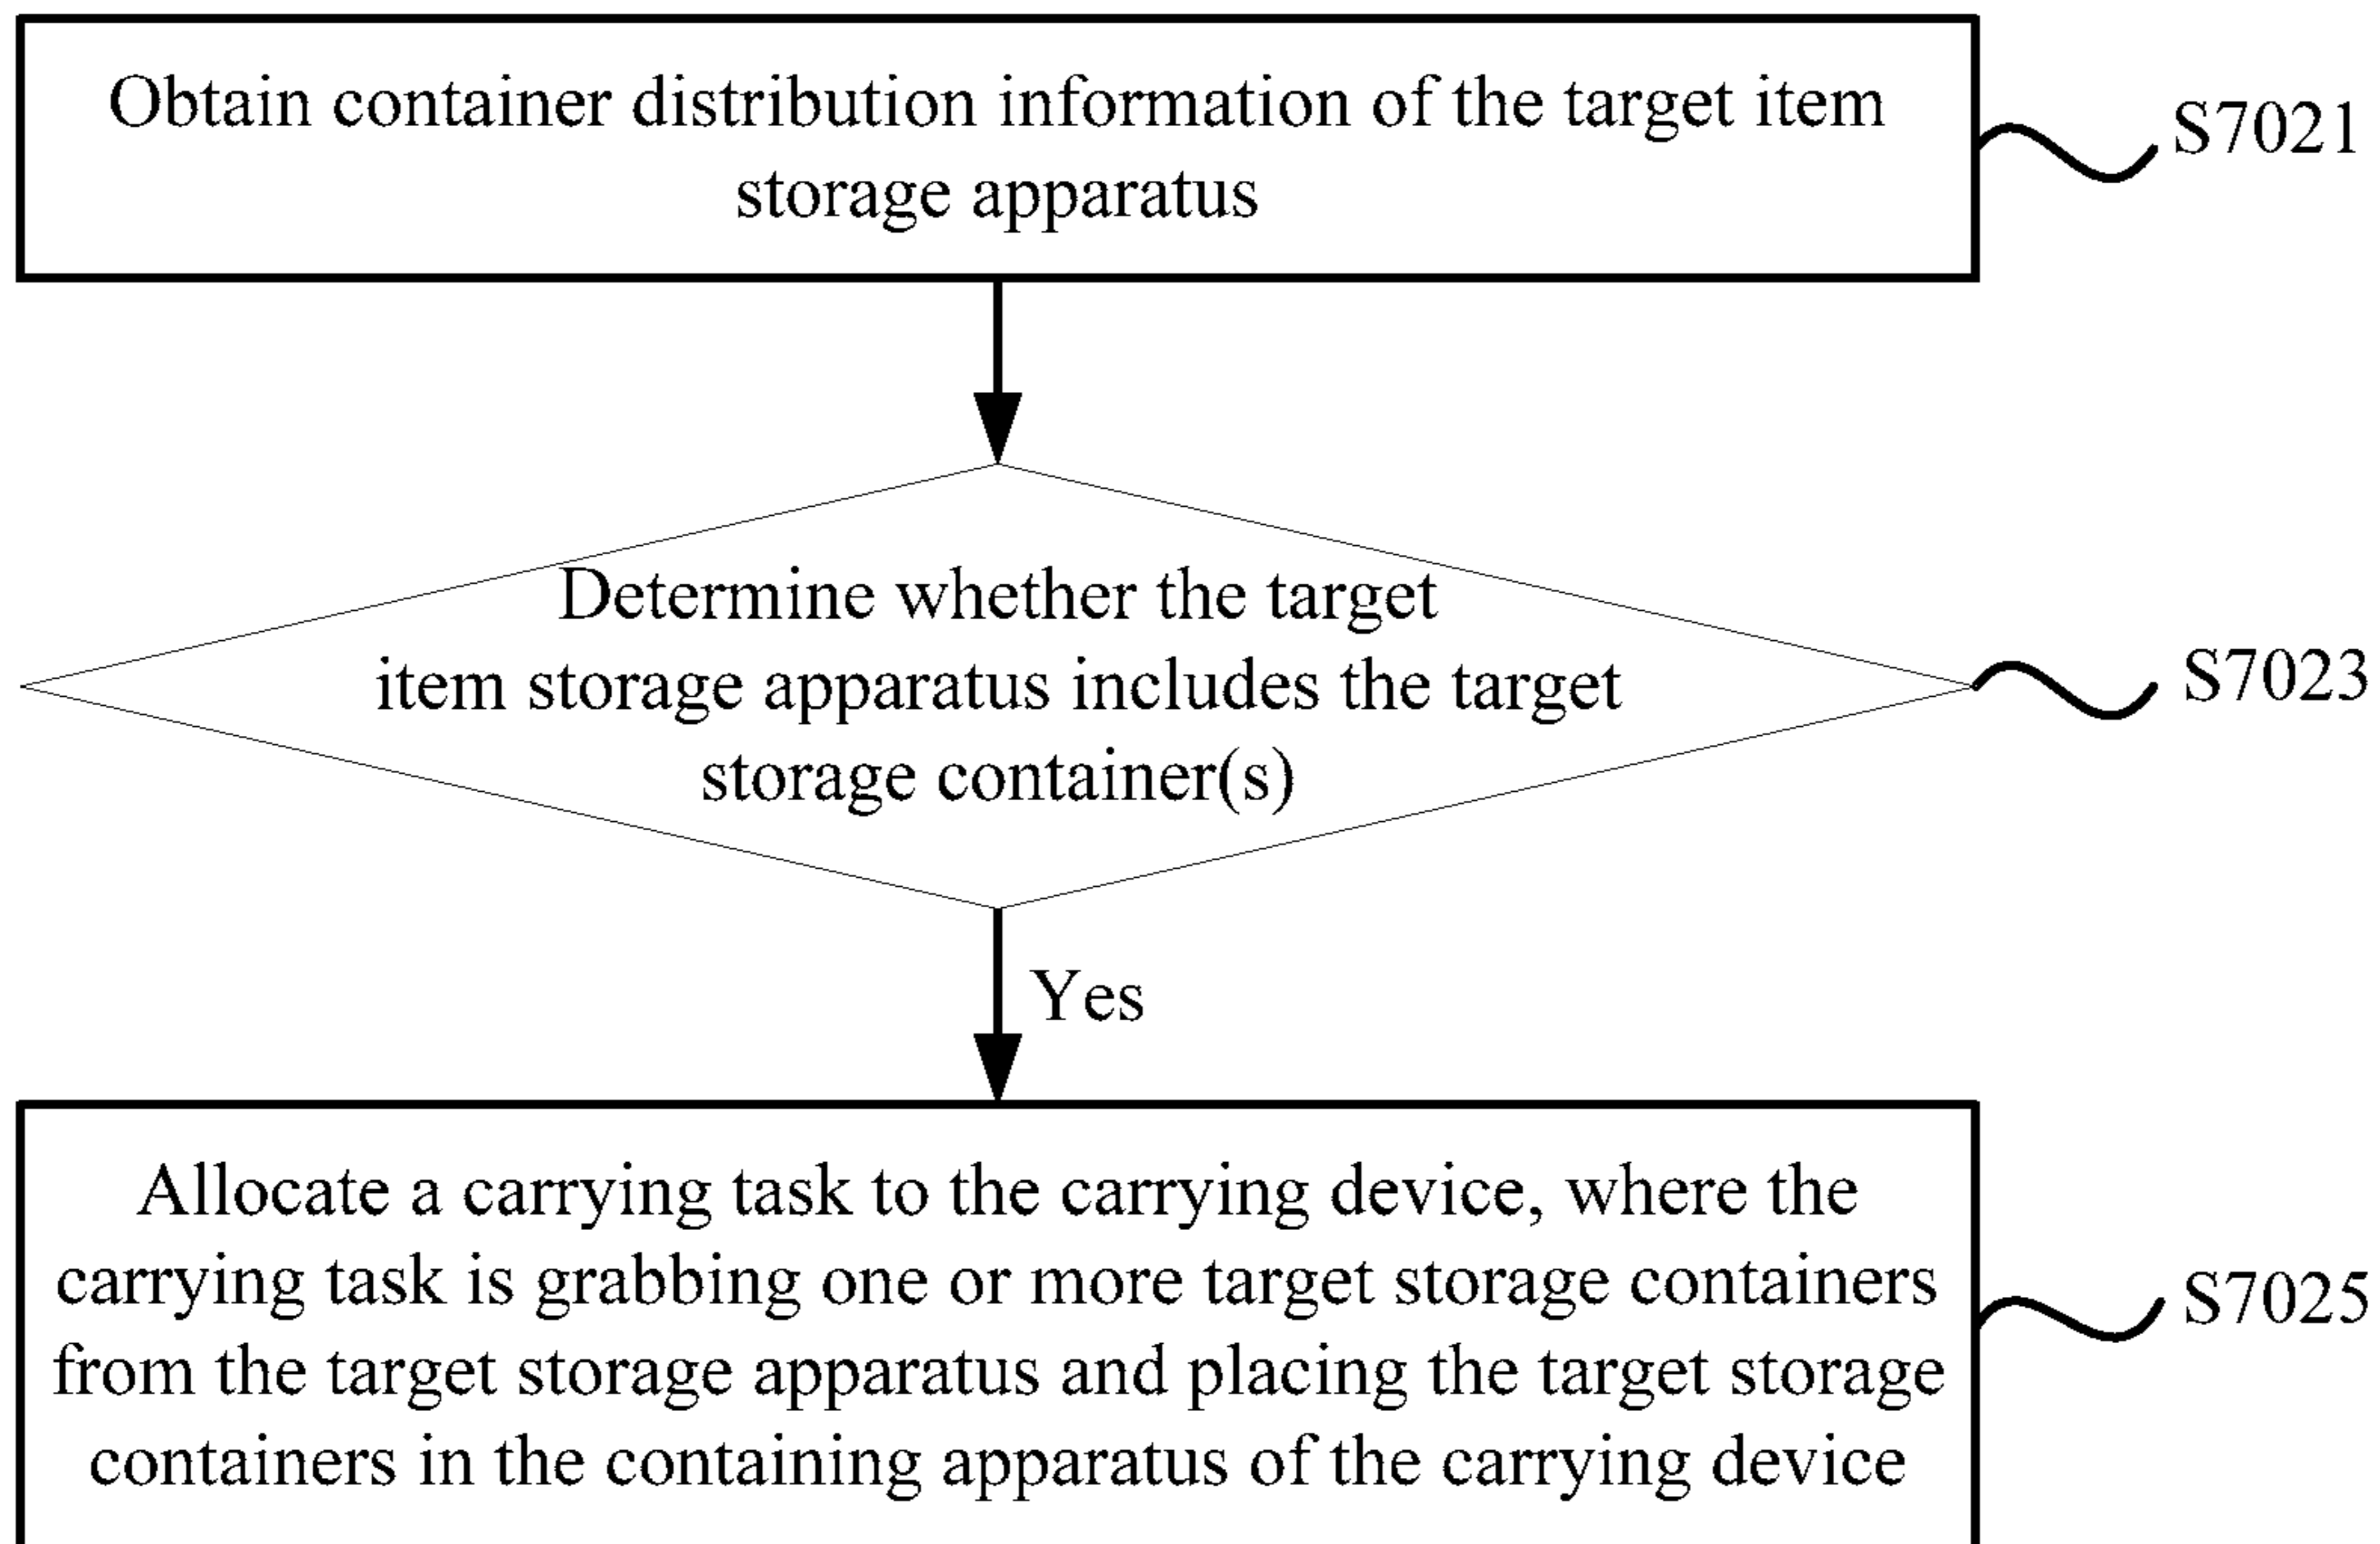 Obtain container distribution information of the target item
storage apparatus
S7021
Determine whether the target
item storage apparatus includes the target
storage container(s)
S7023
Yes
Allocate a carrying task to the carrying device, where the
carrying task is grabbing one or more target storage containers
from the target storage apparatus and placing the target storage
containers in the containing apparatus of the carrying device
S7025